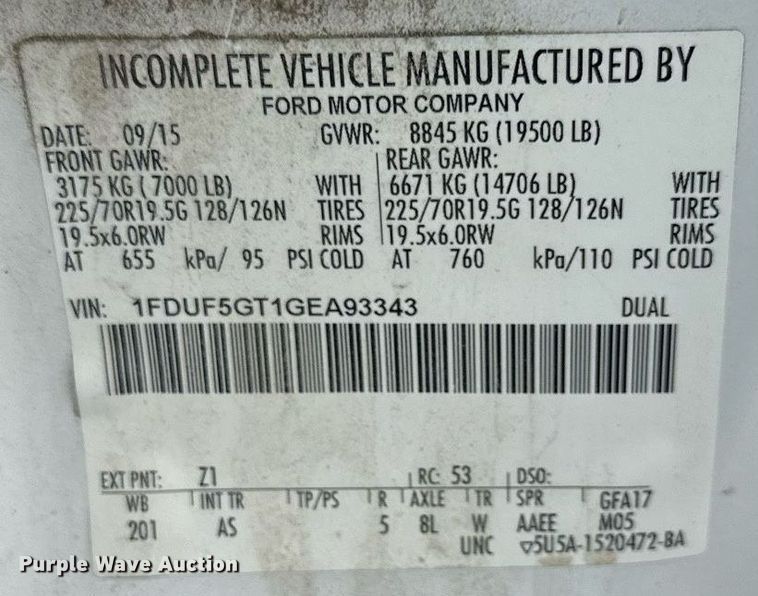 INCOMPLETE VEHICLE MANUFACTURED BY
FORD MOTOR COMPANY
DATE: 09/15 GVWR: 8845 KG (19500 LB)
FRONT GAWR: REAR GAWR:
3175 KG ( 7000 LB) WITH 6671 KG (14706 LB) WITH
225/70R19.5G 128/126N TIRES 225/70R19.5G 128/126N TIRES
19.5x6.0RW RIMS 19.5x6.0RW RIMS
AT 655 kPa/ 95 PSI COLD AT 760 kPa/110 PSI COLD
VIN: 1FDUF5GT1GEA93343 DUAL
EXT PNT: Z1 RC: 53 DSO:
WB INT TR TP/PS R AXLE TR SPR GFA17
201 AS 5 8L W AAEE M05
UNC ▽5U5A-1520472-BA
Purple Wave Auction